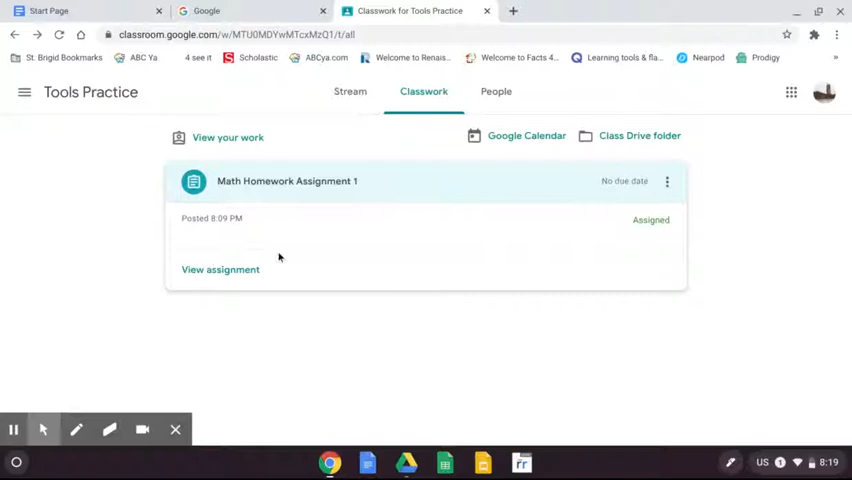 Start Page
Google
Classwork for Tools Practice
classroom.google.com/w/MTU0MDYwMTcxMzQ1/t/all
St. Brigid Bookmarks
ABC Ya
4 see it
Scholastic
ABCya.com
Welcome to Renais...
Welcome to Facts 4...
Learning tools & fla...
Nearpod
Prodigy
»
Tools Practice
Stream
Classwork
People
View your work
Google Calendar
Class Drive folder
Math Homework Assignment 1
No due date
Posted 8:09 PM
Assigned
View assignment
US
1
8:19